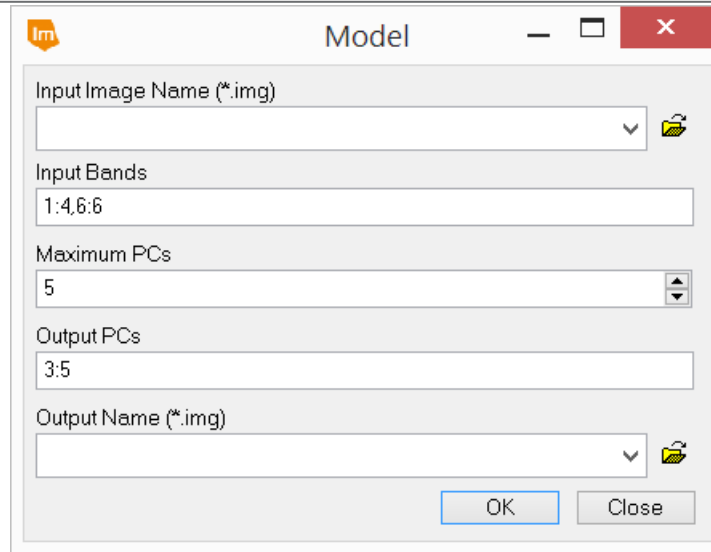 Im
Model
Input Image Name (*.img)
Input Bands
1:4,6:6
Maximum PCs
5
Output PCs
3:5
Output Name (*.img)
OK Close